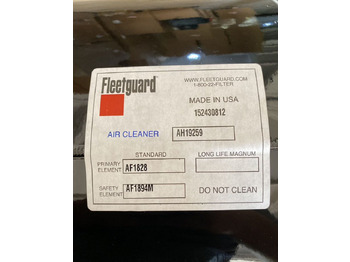 Fleetguard
WWW.FLEETGUARD.COM
1-800-22-FILTER
MADE IN USA
152430812
AIR CLEANER AH19259
STANDARD LONG LIFE MAGNUM
PRIMARY ELEMENT AF1828
SAFETY ELEMENT AF1894M
DO NOT CLEAN